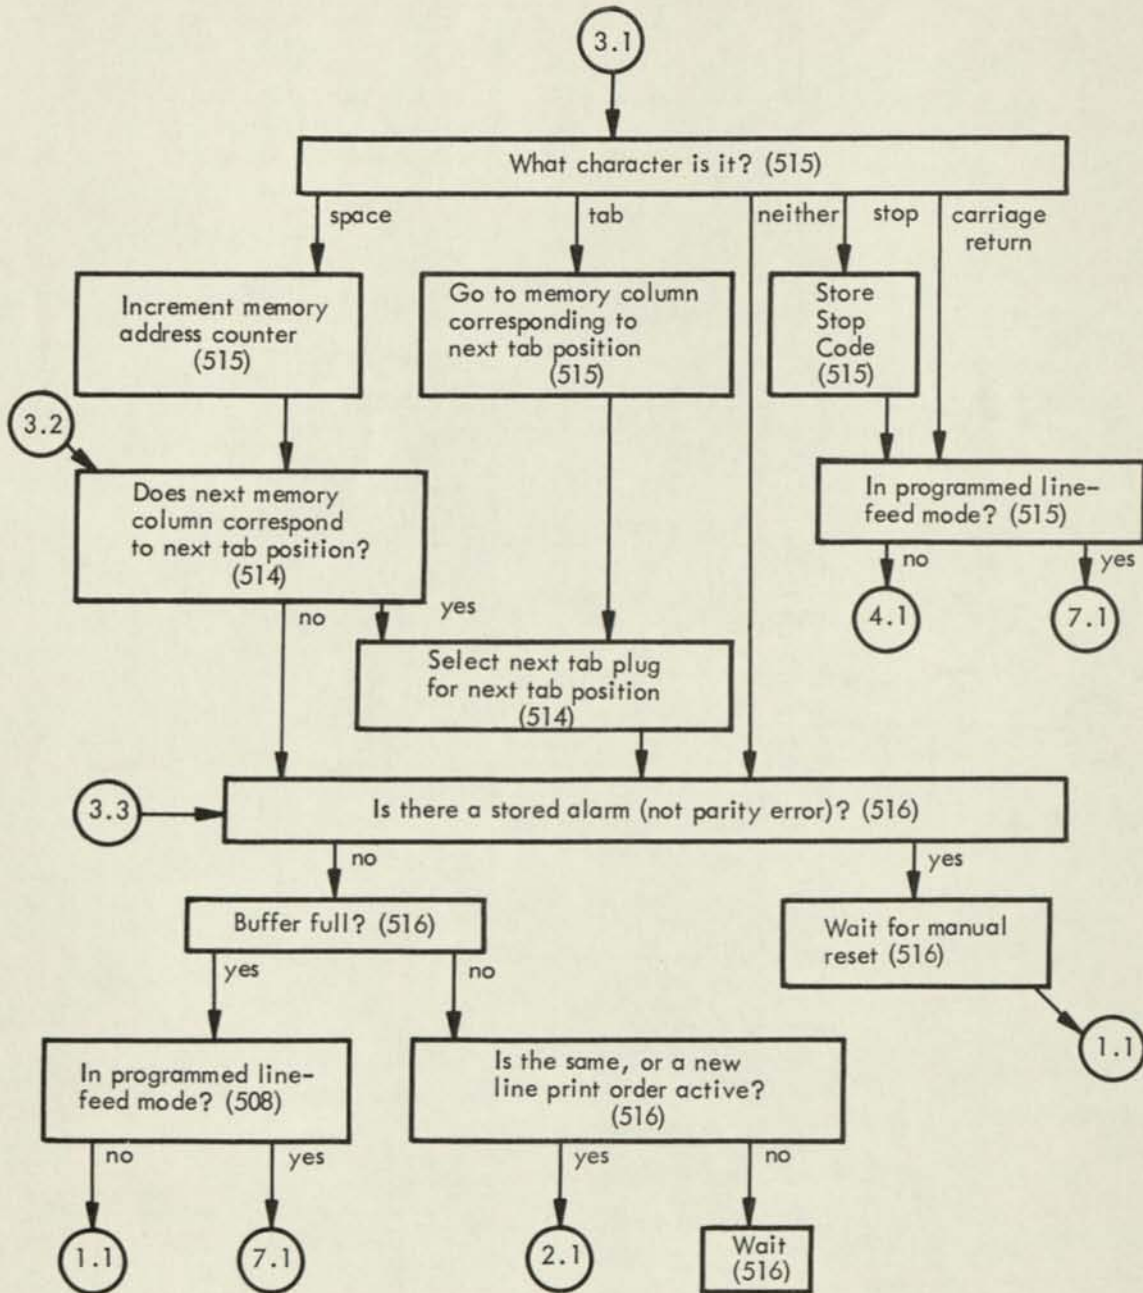 3.1
What character is it? (515)
space
tab
neither
stop
carriage
return
Increment memory
address counter
(515)
Go to memory column
corresponding to
next tab position
(515)
Store
Stop
Code
(515)
3.2
Does next memory
column correspond
to next tab position?
(514)
In programmed line-
feed mode? (515)
no
yes
no
yes
4.1
7.1
Select next tab plug
for next tab position
(514)
3.3
Is there a stored alarm (not parity error)? (516)
no
yes
Buffer full? (516)
Wait for manual
reset (516)
yes
no
1.1
In programmed line-
feed mode? (508)
Is the same, or a new
line print order active?
(516)
no
yes
yes
no
1.1
7.1
2.1
Wait
(516)